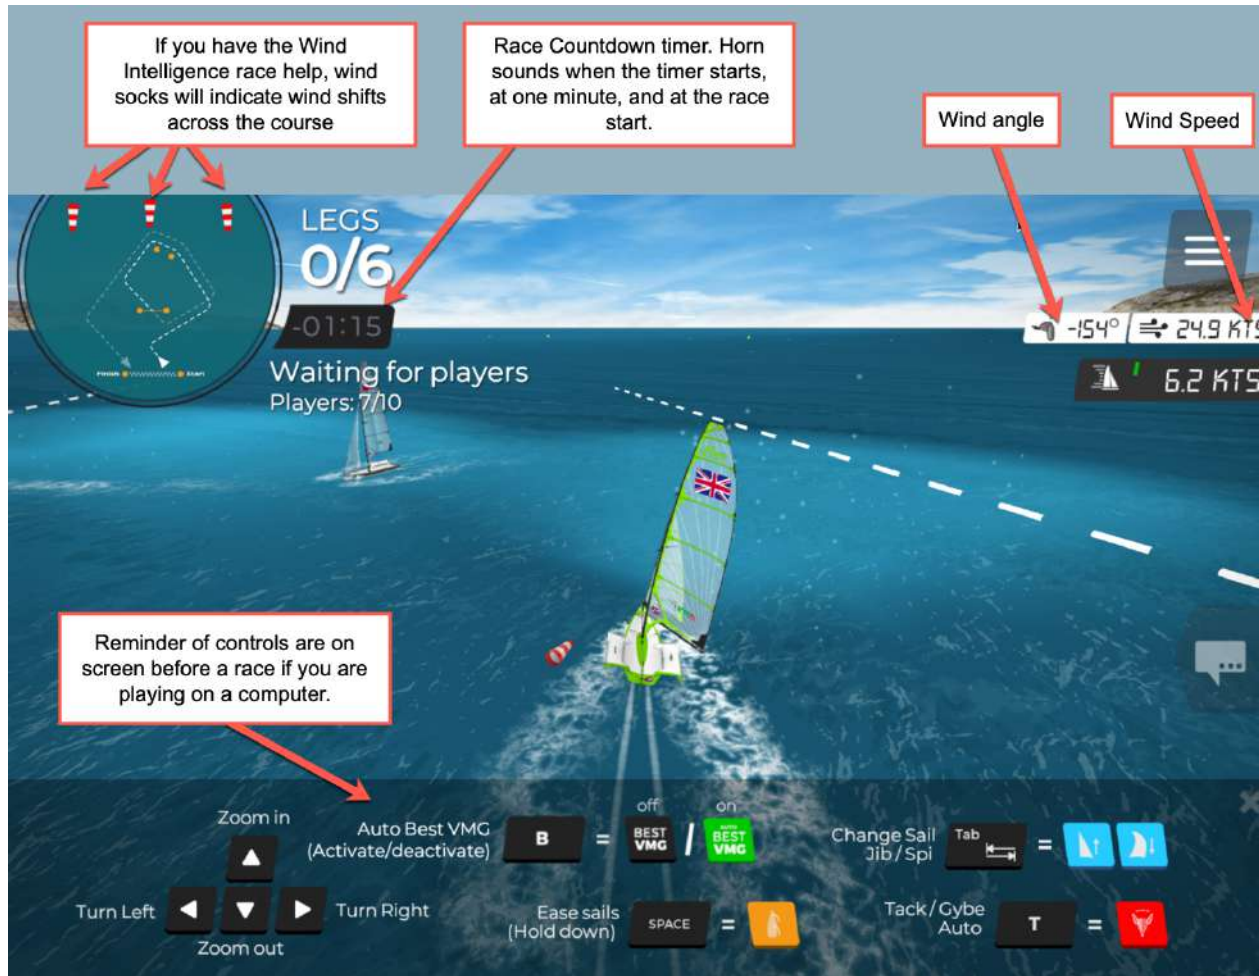 If you have the Wind
Intelligence race help, wind
socks will indicate wind shifts
across the course
Race Countdown timer. Horn
sounds when the timer starts,
at one minute, and at the race
start.
Wind angle
Wind Speed
LEGS
0/6
-01:15
Waiting for players
Players: 7/10
Finish
Start
-154°
24.9 KTS
6.2 KTS
Reminder of controls are on
screen before a race if you are
playing on a computer.
Zoom in
Turn Left
Turn Right
Zoom out
Auto Best VMG
(Activate/deactivate)
B
=
off
BEST
VMG
/
on
AUTO
BEST
VMG
Ease sails
(Hold down)
SPACE
=
Change Sail
Jib / Spi
Tab
=
Tack / Gybe
Auto
T
=